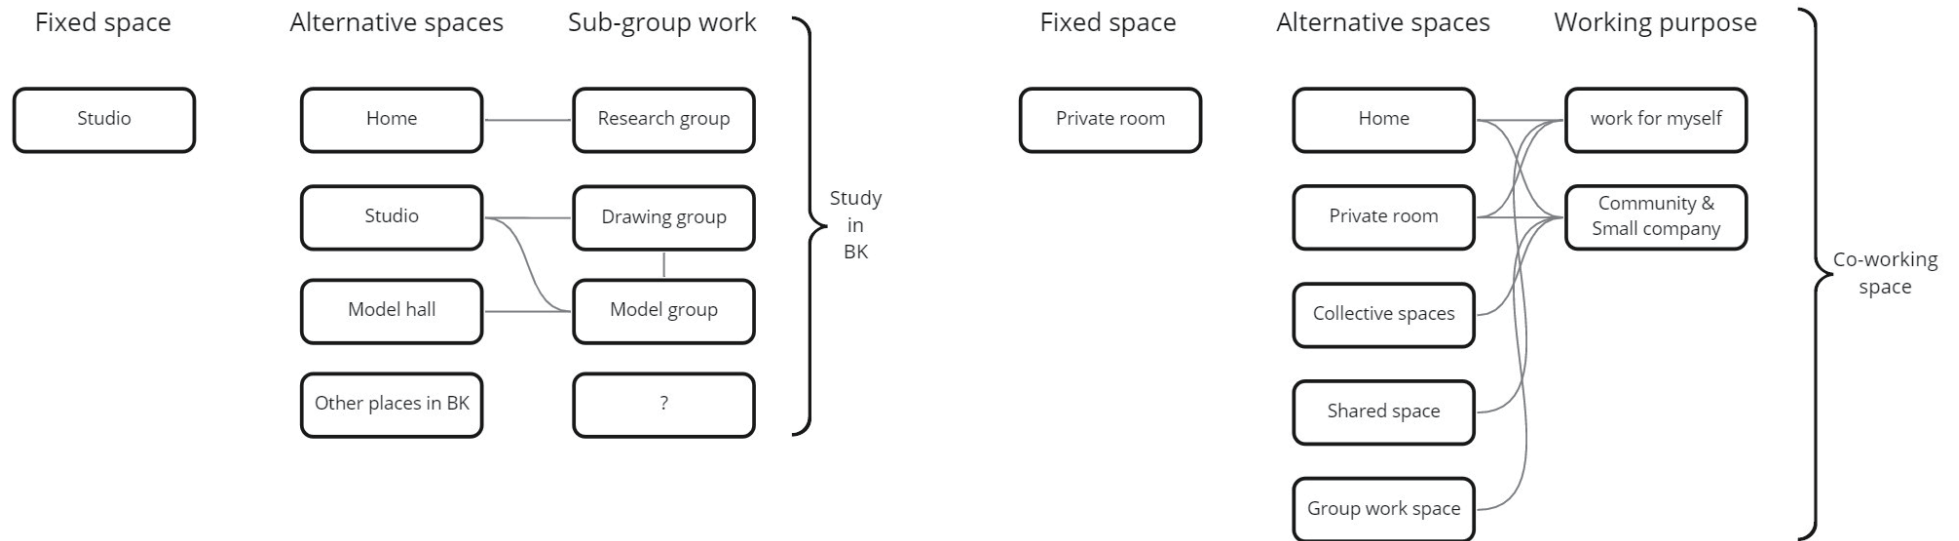 Fixed space
Alternative spaces
Sub-group work
Studio
Home
Research group
Studio
Drawing group
Model hall
Model group
Other places in BK
?
Study
in
BK
Fixed space
Alternative spaces
Working purpose
Private room
Home
work for myself
Private room
Community &
Small company
Collective spaces
Shared space
Group work space
Co-working
space